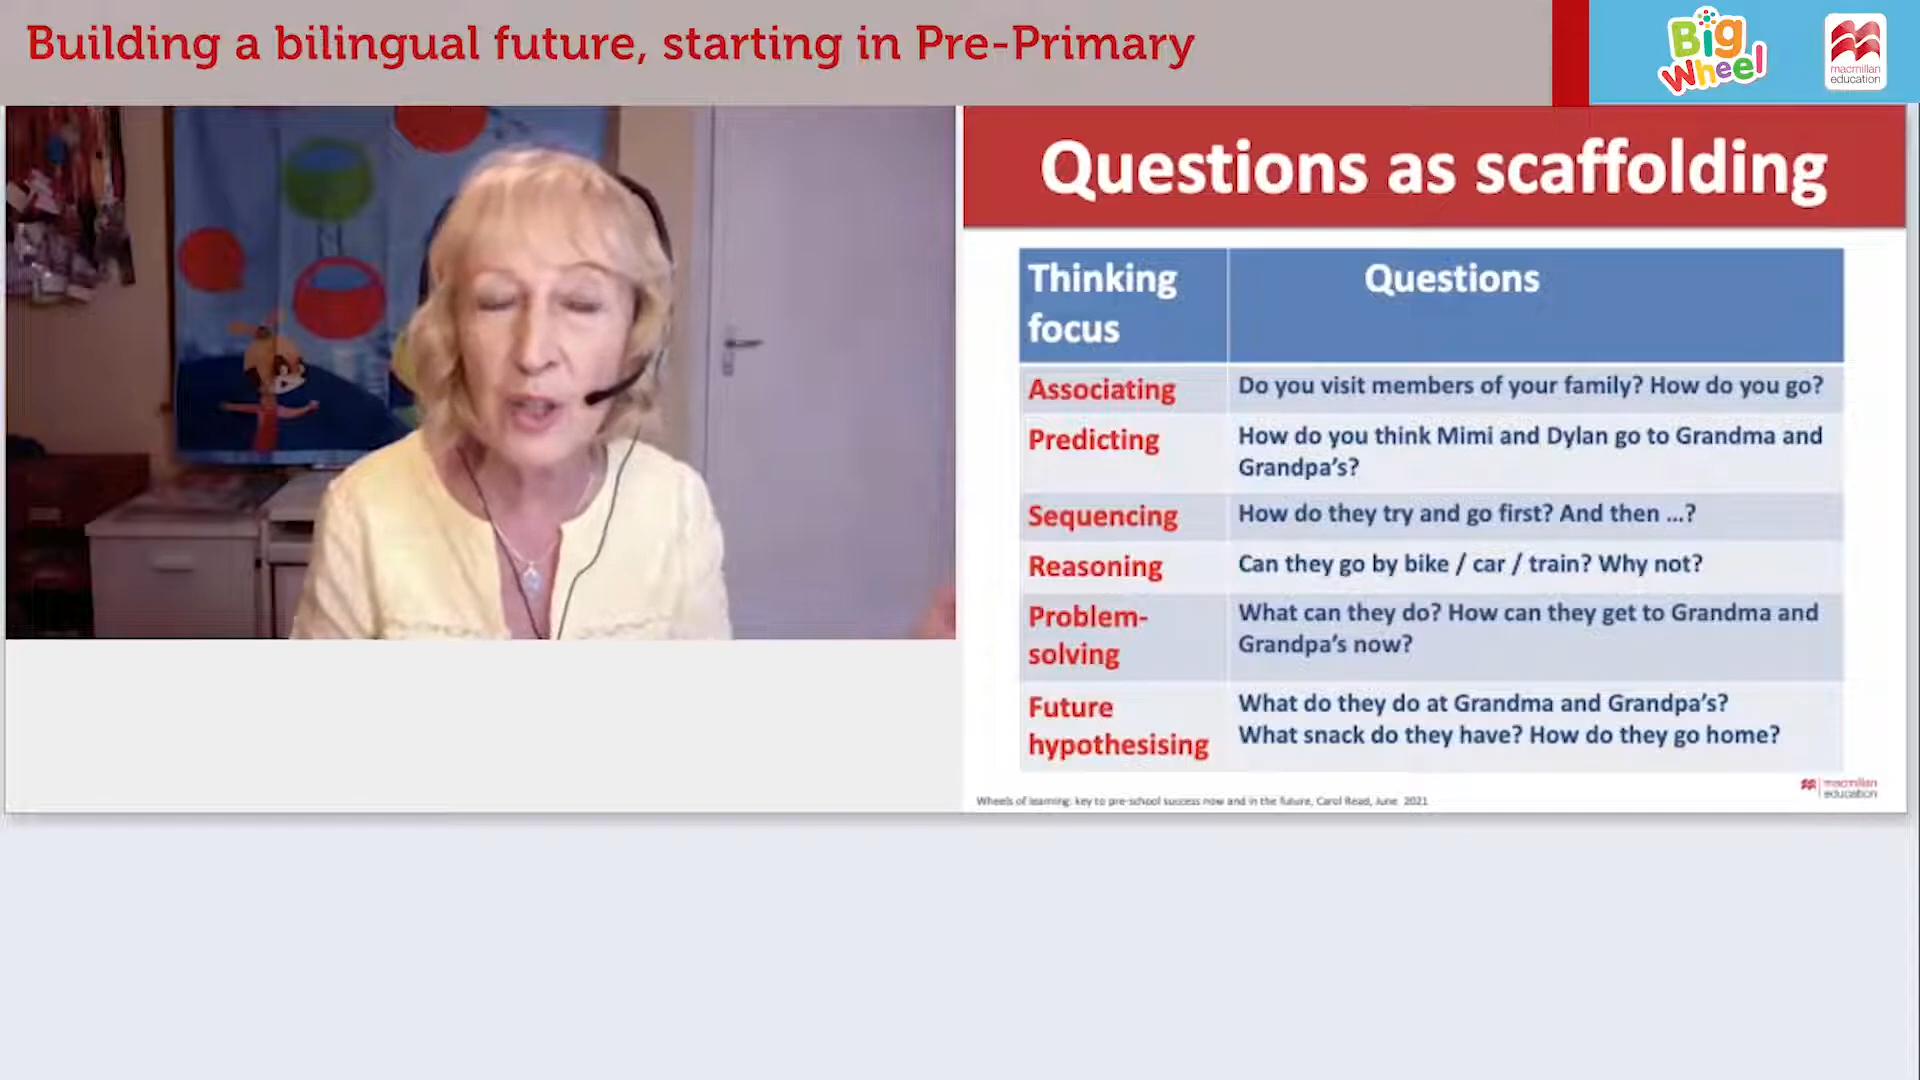 Building a bilingual future, starting in Pre-Primary
Big
Wheel
macmillan
education
Questions as scaffolding
Thinking
focus
Questions
Associating
Do you visit members of your family? How do you go?
Predicting
How do you think Mimi and Dylan go to Grandma and
Grandpa's?
Sequencing
How do they try and go first? And then ...?
Reasoning
Can they go by bike / car / train? Why not?
Problem-
solving
What can they do? How can they get to Grandma and
Grandpa's now?
Future
hypothesising
What do they do at Grandma and Grandpa's?
What snack do they have? How do they go home?
macmillan
education
Wheels of learning: key to pre-school success now and in the future, Carol Read, June 2021